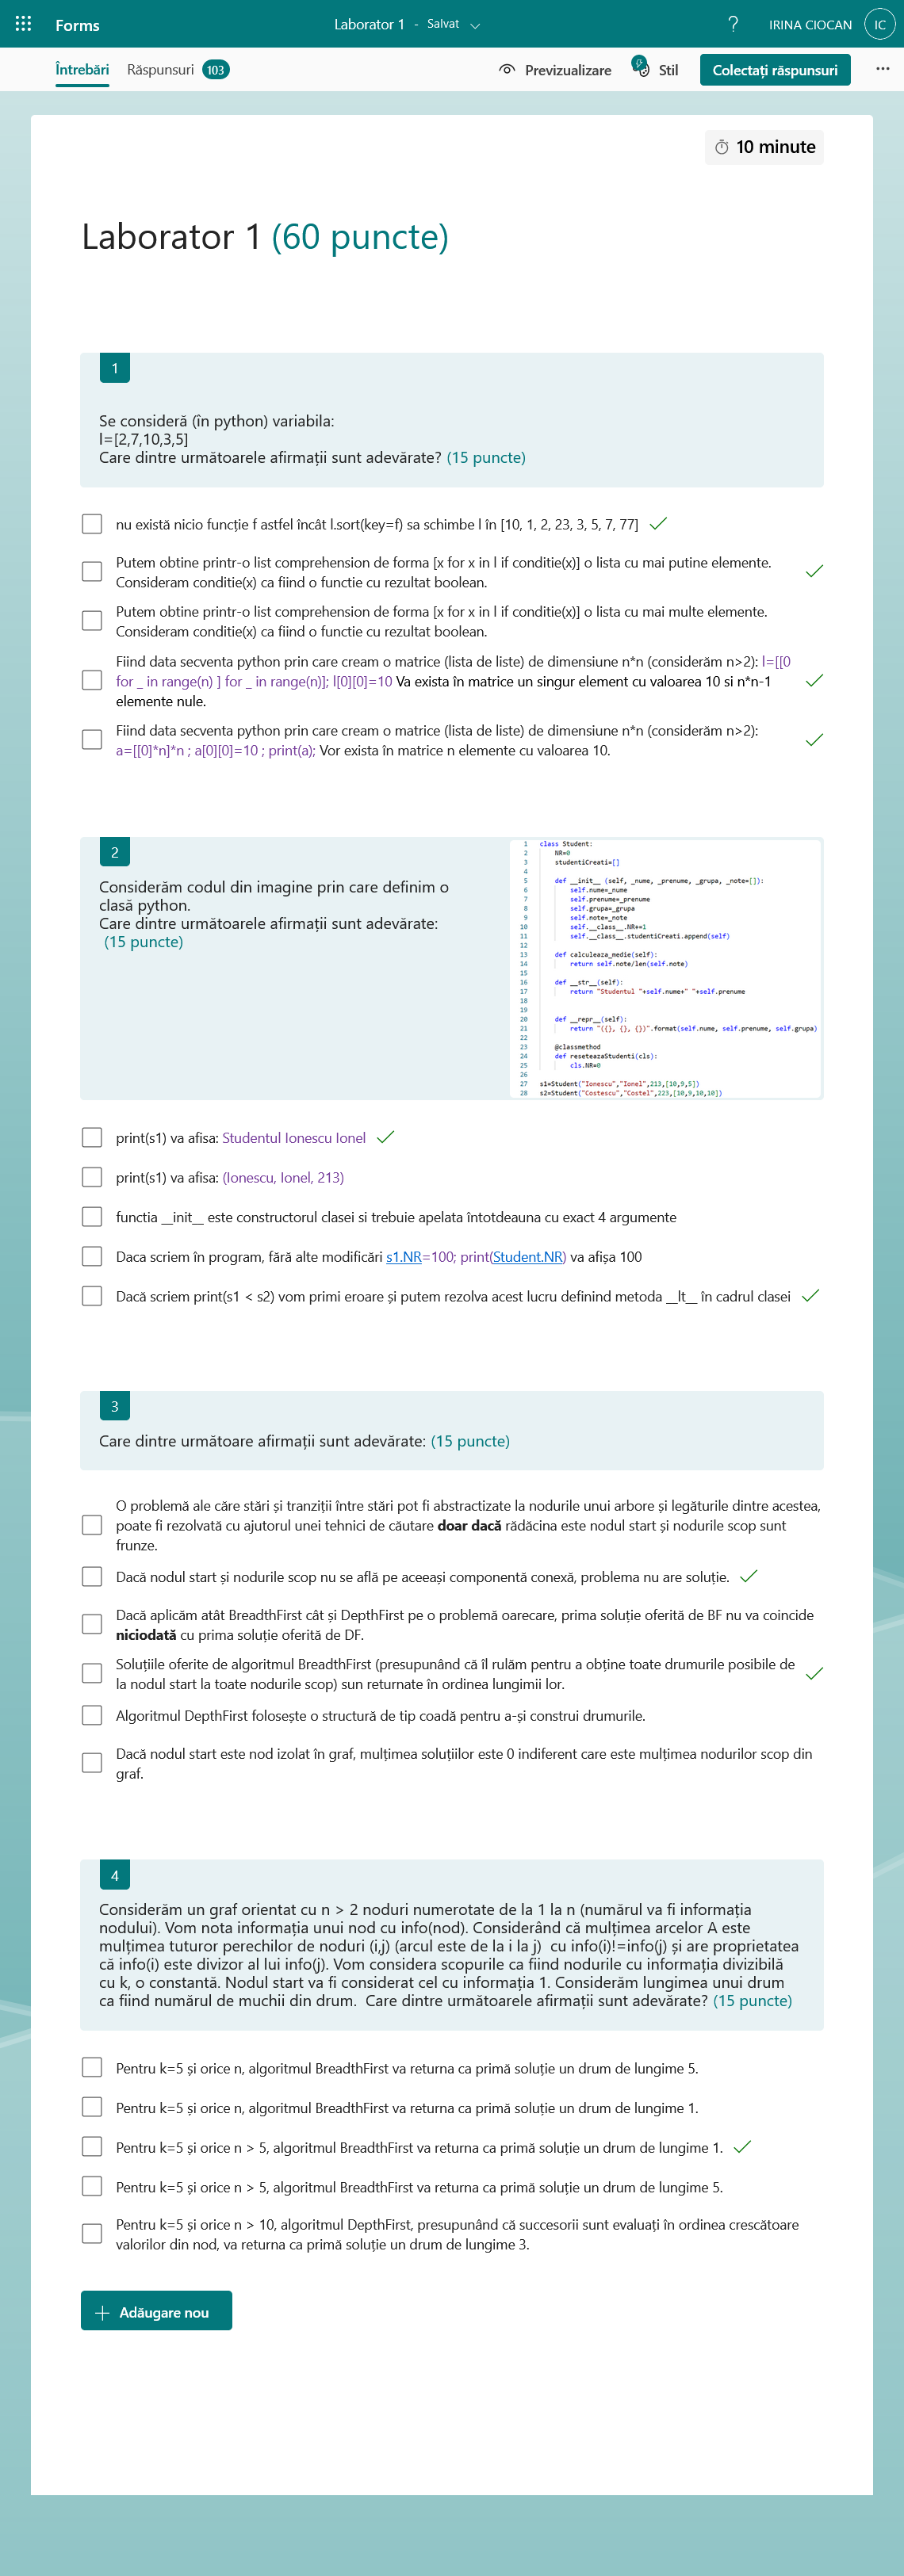 Forms
Laborator 1 - Salvat
?
IRINA CIOCAN
IC
Întrebări
Răspunsuri 103
Previzualizare
Stil
Colectați răspunsuri
10 minute
Laborator 1 (60 puncte)
1
Se consideră (în python) variabila:
l=[2,7,10,3,5]
Care dintre următoarele afirmații sunt adevărate? (15 puncte)
nu există nicio funcție f astfel încât l.sort(key=f) sa schimbe l în [10, 1, 2, 23, 3, 5, 7, 77]
Putem obtine printr-o list comprehension de forma [x for x in l if conditie(x)] o lista cu mai putine elemente.
Consideram conditie(x) ca fiind o functie cu rezultat boolean.
Putem obtine printr-o list comprehension de forma [x for x in l if conditie(x)] o lista cu mai multe elemente.
Consideram conditie(x) ca fiind o functie cu rezultat boolean.
Fiind data secventa python prin care cream o matrice (lista de liste) de dimensiune n*n (considerăm n>2): l=[[0
for _ in range(n) ] for _ in range(n)]; l[0][0]=10 Va exista în matrice un singur element cu valoarea 10 si n*n-1
elemente nule.
Fiind data secventa python prin care cream o matrice (lista de liste) de dimensiune n*n (considerăm n>2):
a=[[0]*n]*n ; a[0][0]=10 ; print(a); Vor exista în matrice n elemente cu valoarea 10.
2
Considerăm codul din imagine prin care definim o
clasă python.
Care dintre următoarele afirmații sunt adevărate:
(15 puncte)
1 class Student:
2 NR=0
3 studentiCreati=[]
4
5 def __init__ (self, _nume, _prenume, _grupa, _note=[]):
6 self.nume=_nume
7 self.prenume=_prenume
8 self.grupa=_grupa
9 self.note=_note
10 self.__class__.NR+=1
11 self.__class__.studentiCreati.append(self)
12
13 def calculeaza_medie(self):
14 return self.note/len(self.note)
15
16 def __str__(self):
17 return "Studentul "+self.nume+" "+self.prenume
18
19
20 def __repr__(self):
21 return "({}, {}, {})".format(self.nume, self.prenume, self.grupa)
22
23 @classmethod
24 def reseteazaStudenti(cls):
25 cls.NR=0
26
27 s1=Student("Ionescu","Ionel",213,[10,9,5])
28 s2=Student("Costescu","Costel",223,[10,9,10,10])
print(s1) va afisa: Studentul Ionescu Ionel
print(s1) va afisa: (Ionescu, Ionel, 213)
functia __init__ este constructorul clasei si trebuie apelata întotdeauna cu exact 4 argumente
Daca scriem în program, fără alte modificări s1.NR=100; print(Student.NR) va afișa 100
Dacă scriem print(s1 < s2) vom primi eroare și putem rezolva acest lucru definind metoda __lt__ în cadrul clasei
3
Care dintre următoare afirmații sunt adevărate: (15 puncte)
O problemă ale căre stări și tranziții între stări pot fi abstractizate la nodurile unui arbore și legăturile dintre acestea,
poate fi rezolvată cu ajutorul unei tehnici de căutare doar dacă rădăcina este nodul start și nodurile scop sunt
frunze.
Dacă nodul start și nodurile scop nu se află pe aceeași componentă conexă, problema nu are soluție.
Dacă aplicăm atât BreadthFirst cât și DepthFirst pe o problemă oarecare, prima soluție oferită de BF nu va coincide
niciodată cu prima soluție oferită de DF.
Soluțiile oferite de algoritmul BreadthFirst (presupunând că îl rulăm pentru a obține toate drumurile posibile de
la nodul start la toate nodurile scop) sun returnate în ordinea lungimii lor.
Algoritmul DepthFirst folosește o structură de tip coadă pentru a-și construi drumurile.
Dacă nodul start este nod izolat în graf, mulțimea soluțiilor este 0 indiferent care este mulțimea nodurilor scop din
graf.
4
Considerăm un graf orientat cu n > 2 noduri numerotate de la 1 la n (numărul va fi informația
nodului). Vom nota informația unui nod cu info(nod). Considerând că mulțimea arcelor A este
mulțimea tuturor perechilor de noduri (i,j) (arcul este de la i la j)  cu info(i)!=info(j) și are proprietatea
că info(i) este divizor al lui info(j). Vom considera scopurile ca fiind nodurile cu informația divizibilă
cu k, o constantă. Nodul start va fi considerat cel cu informația 1. Considerăm lungimea unui drum
ca fiind numărul de muchii din drum.  Care dintre următoarele afirmații sunt adevărate? (15 puncte)
Pentru k=5 și orice n, algoritmul BreadthFirst va returna ca primă soluție un drum de lungime 5.
Pentru k=5 și orice n, algoritmul BreadthFirst va returna ca primă soluție un drum de lungime 1.
Pentru k=5 și orice n > 5, algoritmul BreadthFirst va returna ca primă soluție un drum de lungime 1.
Pentru k=5 și orice n > 5, algoritmul BreadthFirst va returna ca primă soluție un drum de lungime 5.
Pentru k=5 și orice n > 10, algoritmul DepthFirst, presupunând că succesorii sunt evaluați în ordinea crescătoare
valorilor din nod, va returna ca primă soluție un drum de lungime 3.
Adăugare nou